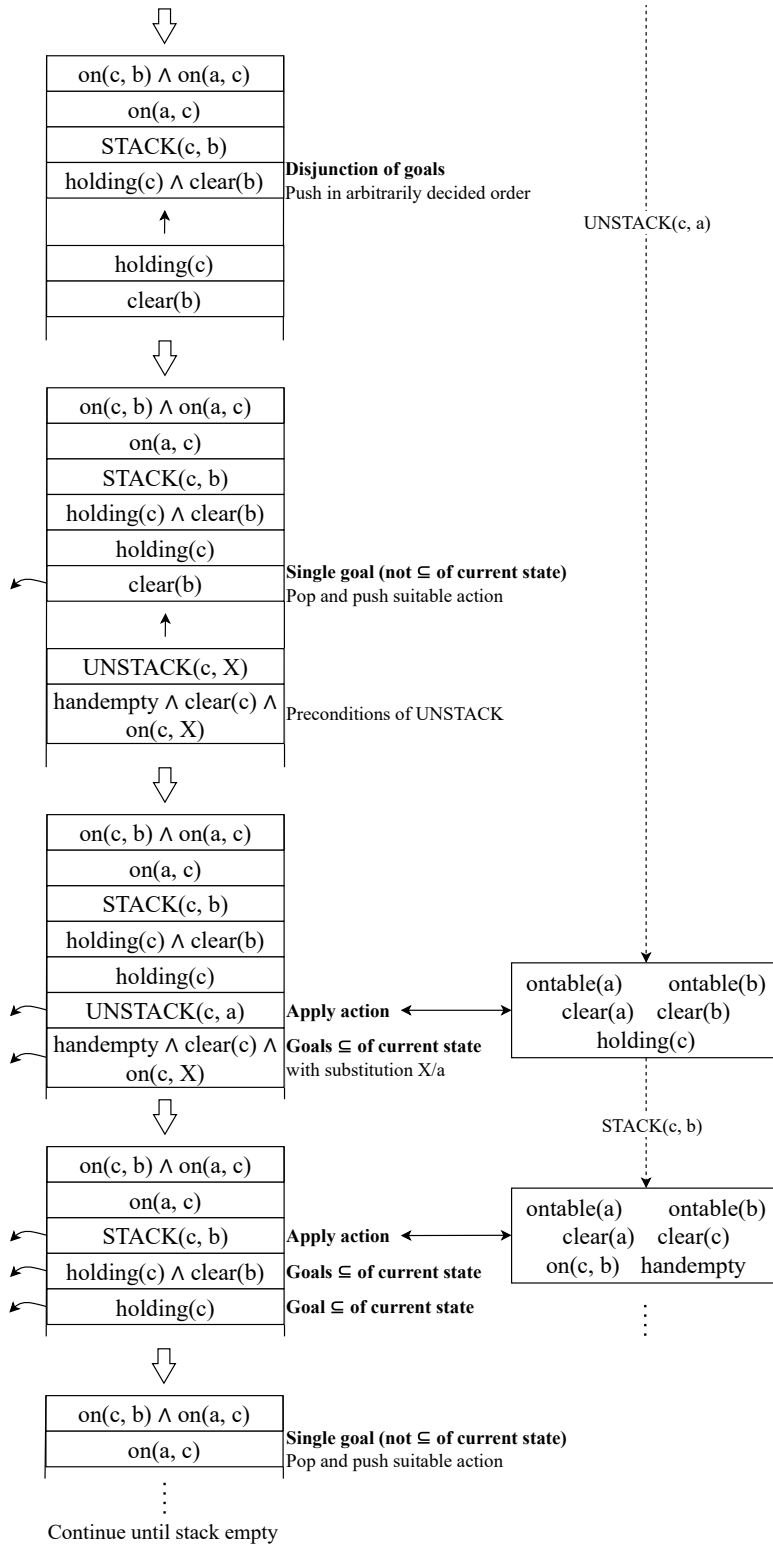 on(c, b) ∧ on(a, c)
on(a, c)
STACK(c, b)
holding(c) ∧ clear(b)
Disjunction of goals
Push in arbitrarily decided order
holding(c)
clear(b)
UNSTACK(c, a)
on(c, b) ∧ on(a, c)
on(a, c)
STACK(c, b)
holding(c) ∧ clear(b)
holding(c)
clear(b)
Single goal (not ⊆ of current state)
Pop and push suitable action
UNSTACK(c, X)
handempty ∧ clear(c) ∧
on(c, X)
Preconditions of UNSTACK
on(c, b) ∧ on(a, c)
on(a, c)
STACK(c, b)
holding(c) ∧ clear(b)
holding(c)
UNSTACK(c, a)
Apply action
handempty ∧ clear(c) ∧
on(c, X)
Goals ⊆ of current state
with substitution X/a
ontable(a) ontable(b)
clear(a) clear(b)
holding(c)
STACK(c, b)
on(c, b) ∧ on(a, c)
on(a, c)
STACK(c, b)
Apply action
holding(c) ∧ clear(b)
Goals ⊆ of current state
holding(c)
Goal ⊆ of current state
ontable(a) ontable(b)
clear(a) clear(c)
on(c, b) handempty
on(c, b) ∧ on(a, c)
on(a, c)
Single goal (not ⊆ of current state)
Pop and push suitable action
Continue until stack empty